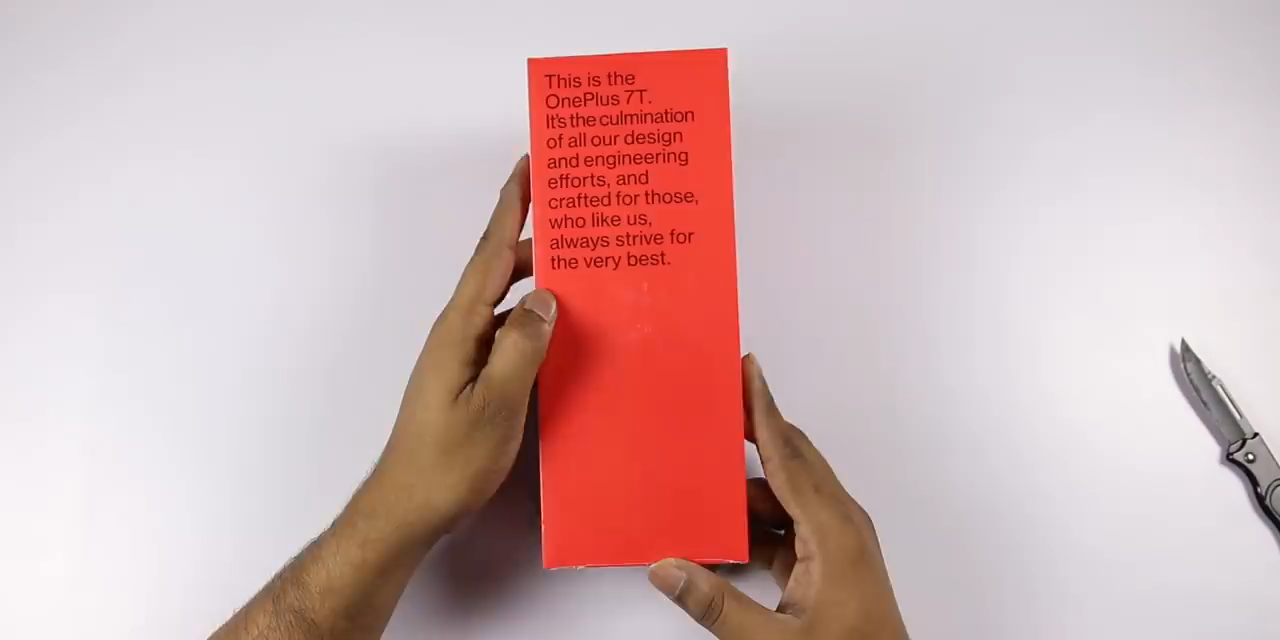 This is the
OnePlus 7T.
It's the culmination
of all our design
and engineering
efforts, and
crafted for those,
who like us,
always strive for
the very best.